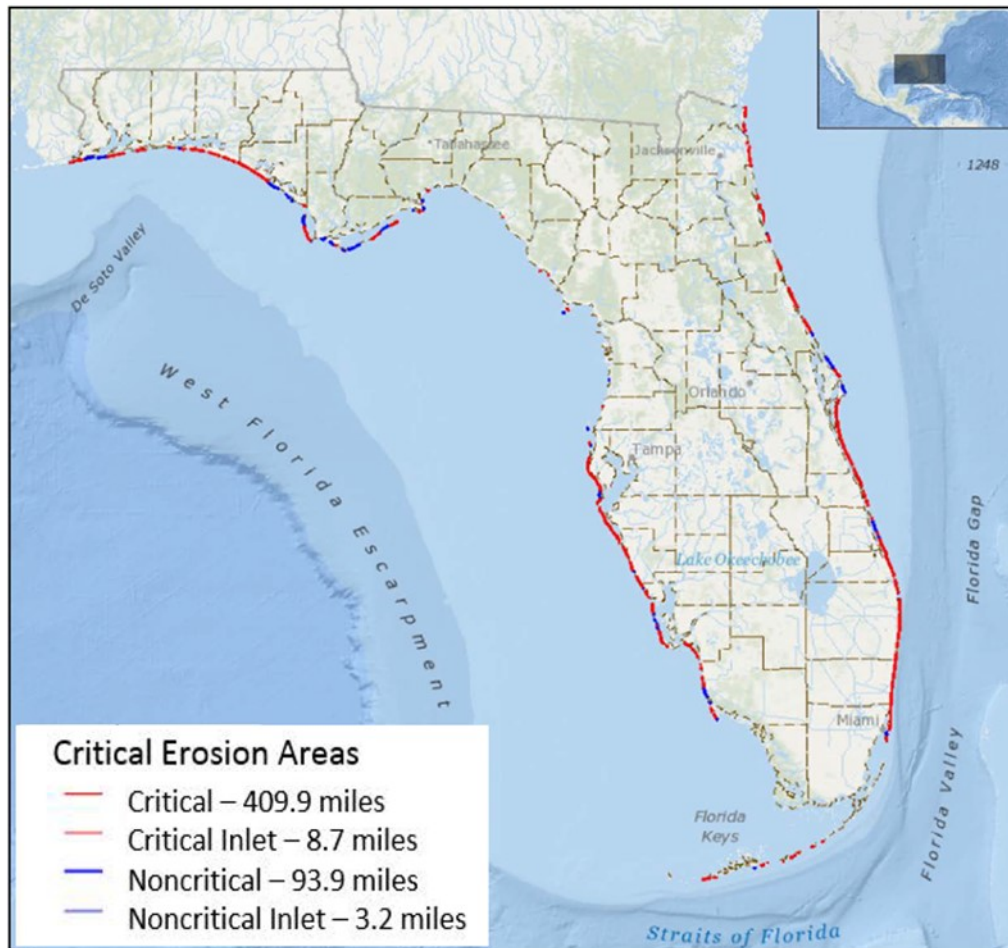 1248
Tallahassee
Jacksonville
De Soto Valley
West Florida Escarpment
Orlando
Tampa
Florida Gap
Lake Okeechobee
Miami
Florida Valley
Florida
Keys
Straits of Florida
Critical Erosion Areas
Critical – 409.9 miles
Critical Inlet – 8.7 miles
Noncritical – 93.9 miles
Noncritical Inlet – 3.2 miles